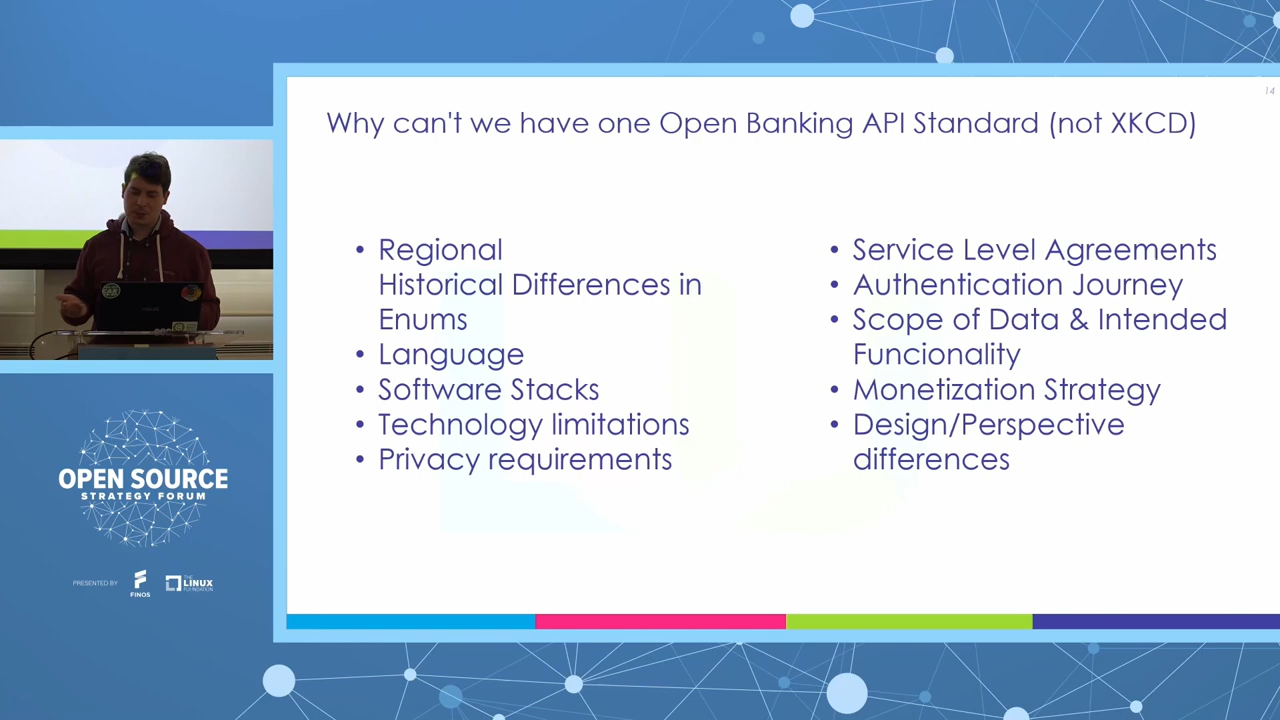 14
Why can't we have one Open Banking API Standard (not XKCD)
• Regional
Historical Differences in
Enums
• Language
• Software Stacks
• Technology limitations
• Privacy requirements
• Service Level Agreements
• Authentication Journey
• Scope of Data & Intended
Funcionality
• Monetization Strategy
• Design/Perspective
differences
OPEN SOURCE
STRATEGY FORUM
PRESENTED BY
FINOS
THE
LINUX
FOUNDATION